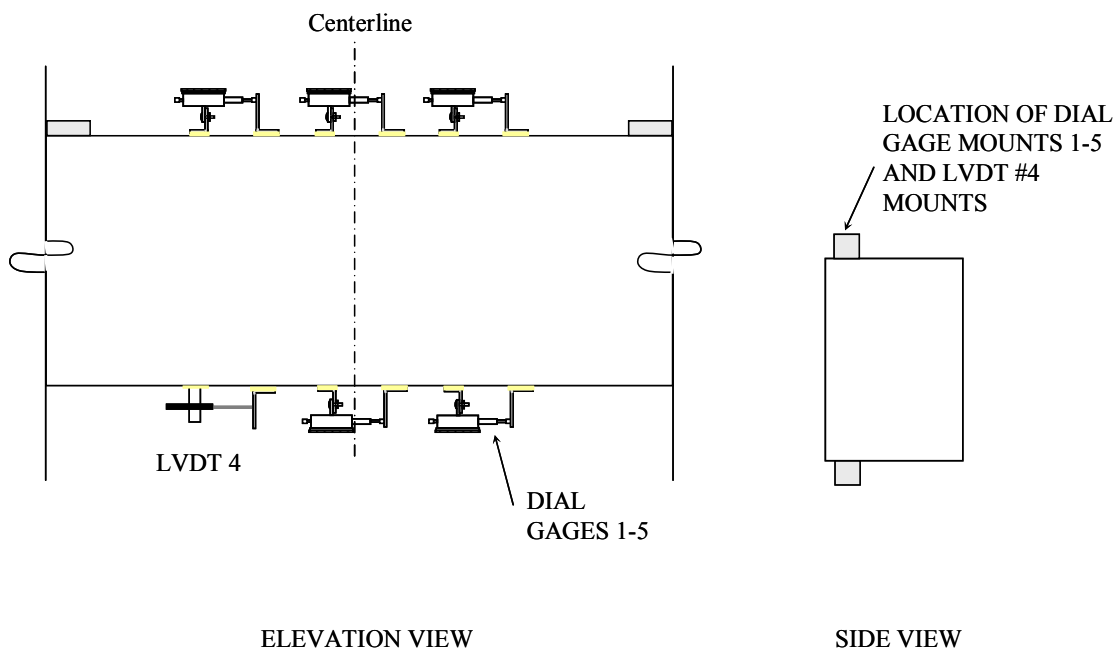 Centerline
LOCATION OF DIAL
GAGE MOUNTS 1-5
AND LVDT #4
MOUNTS
LVDT 4
DIAL
GAGES 1-5
ELEVATION VIEW
SIDE VIEW